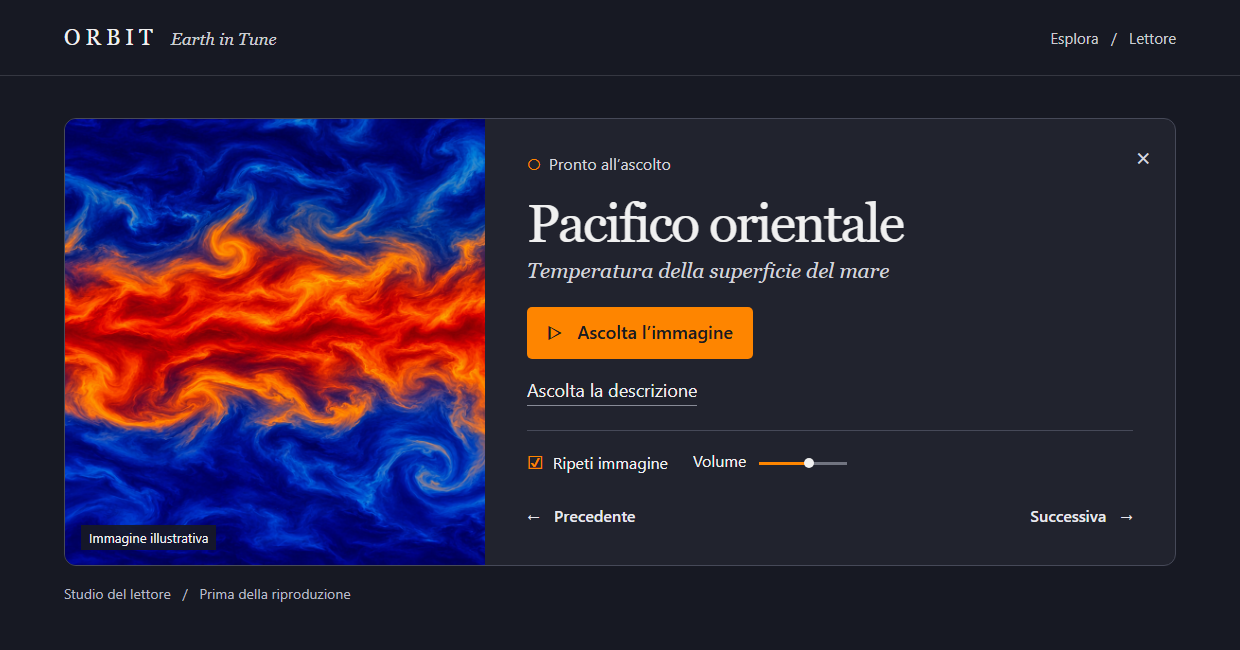 ORBIT Earth in Tune
Esplora / Lettore
Pronto all’ascolto
✕
Pacifico orientale
Temperatura della superficie del mare
Ascolta l’immagine
Ascolta la descrizione
Ripeti immagine Volume
← Precedente
Successiva →
Immagine illustrativa
Studio del lettore / Prima della riproduzione